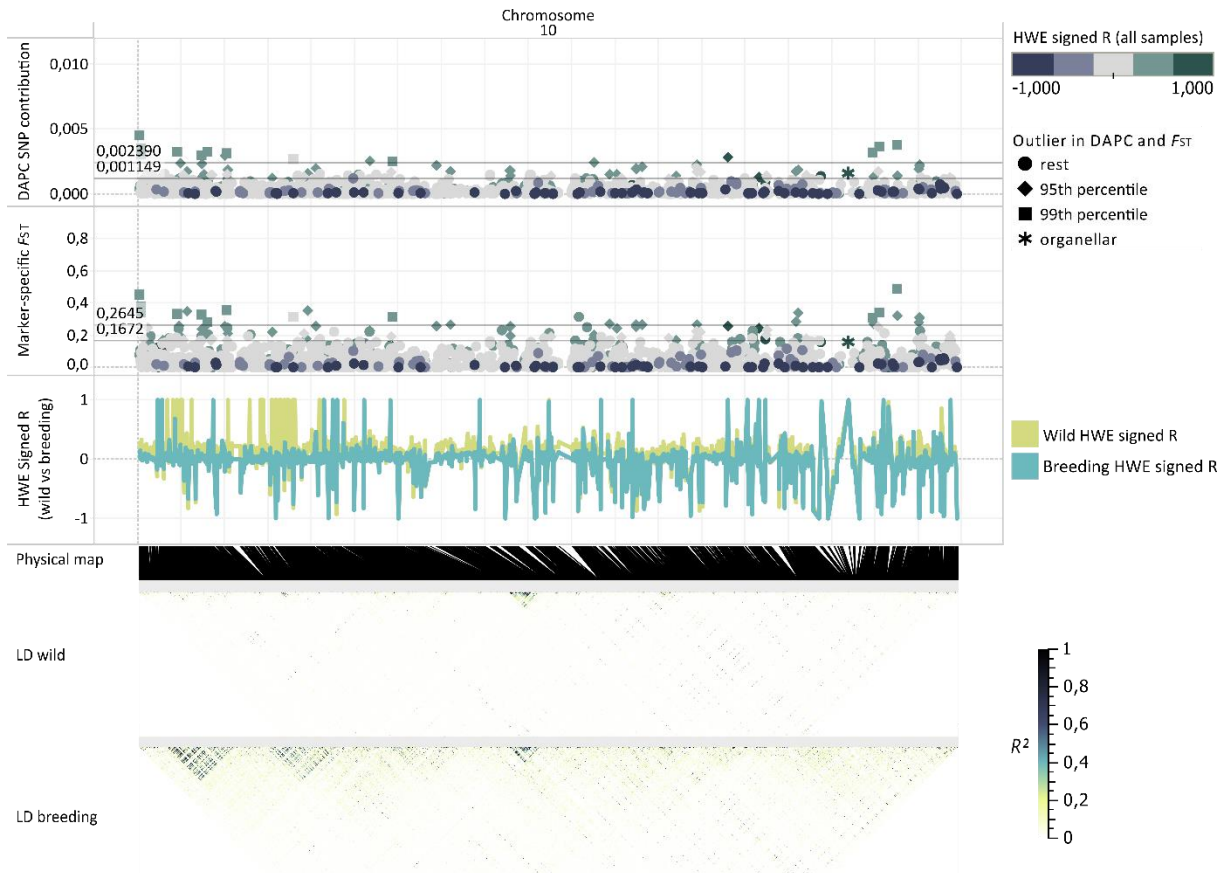 Chromosome
10
DAPC SNP contribution
0,010
0,005
0,002390
0,001149
0,000
Marker-specific FST
0,8
0,6
0,4
0,2645
0,1672
0,2
0,0
HWE Signed R
(wild vs breeding)
1
0
-1
Physical map
LD wild
LD breeding
HWE signed R (all samples)
-1,000 1,000
Outlier in DAPC and FST
rest
95th percentile
99th percentile
organellar
Wild HWE signed R
Breeding HWE signed R
R²
1
0,8
0,6
0,4
0,2
0